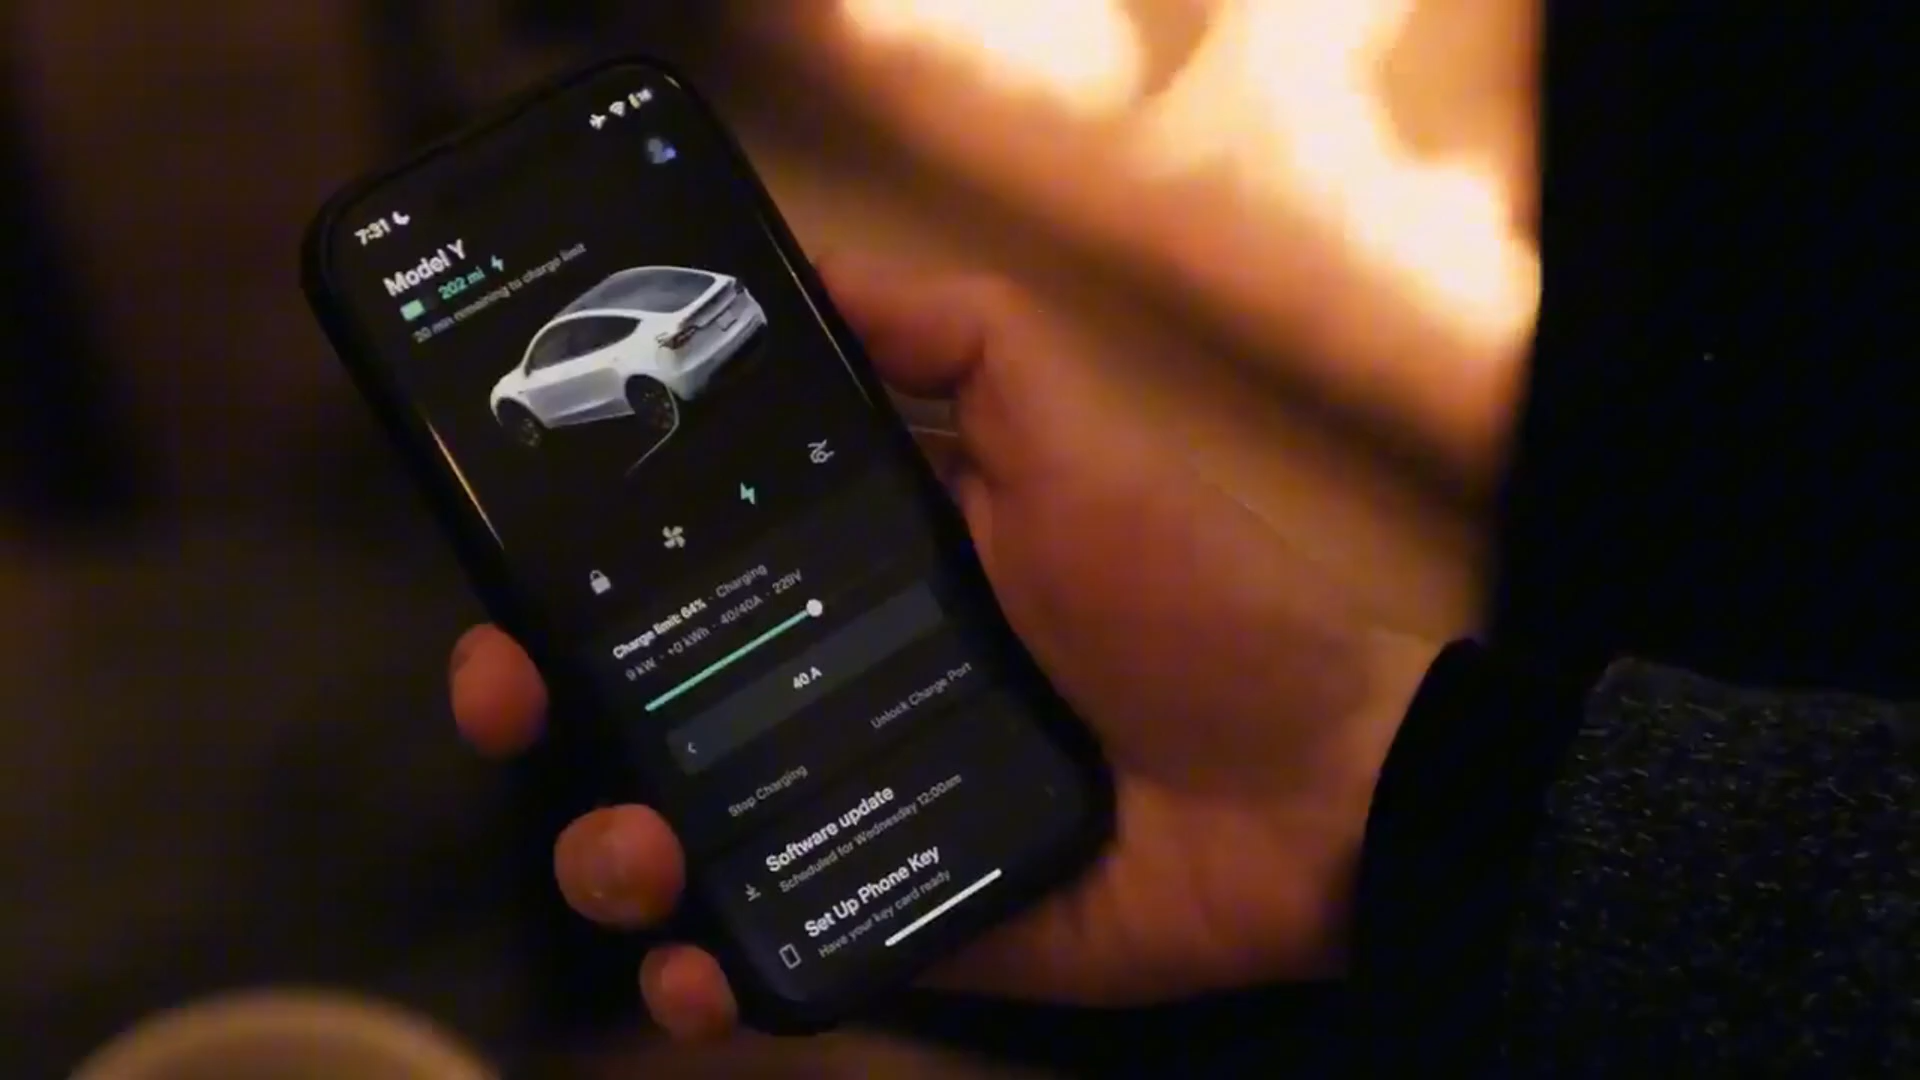 7:31
Model Y
202 mi
20 min remaining to charge limit
Charge limit: 64% · Charging
9 kW · +0 kWh · 40/40A · 229V
40 A
Stop Charging
Unlock Charge Port
Software update
Scheduled for Wednesday 12:00am
Set Up Phone Key
Have your key card ready